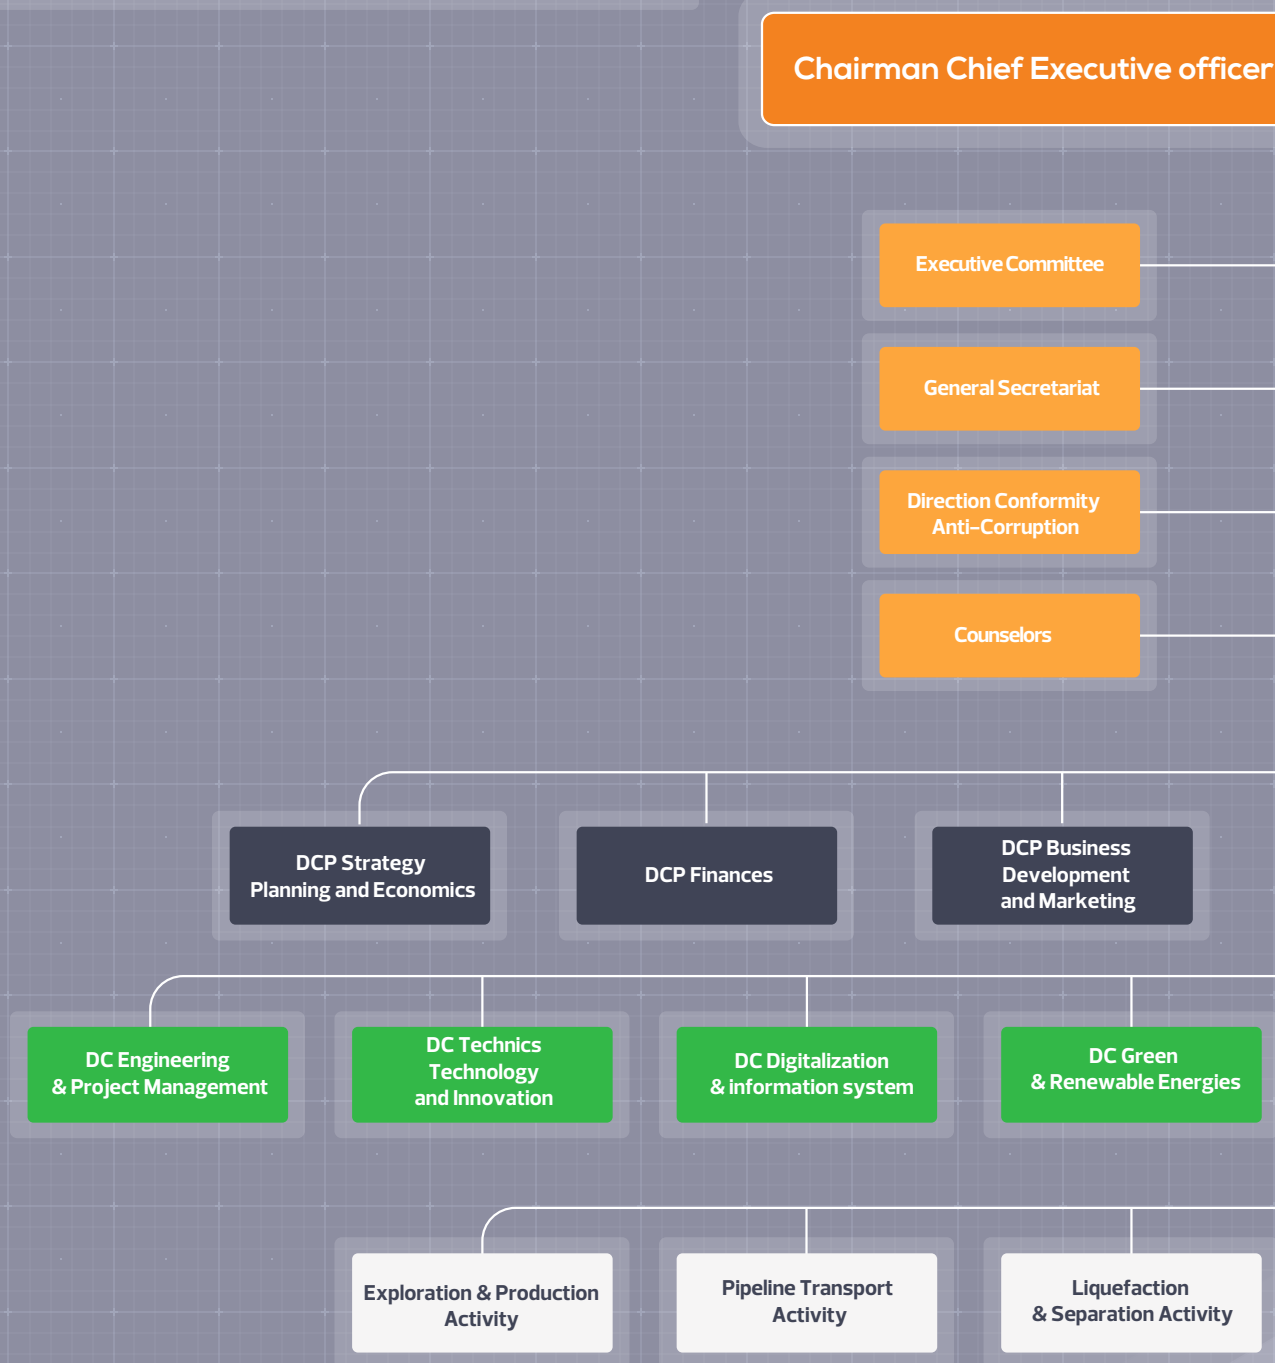 Chairman Chief Executive officer
Executive Committee
General Secretariat
Direction Conformity
Anti-Corruption
Counselors
DCP Strategy
Planning and Economics
DCP Finances
DCP Business
Development
and Marketing
DC Engineering
& Project Management
DC Technics
Technology
and Innovation
DC Digitalization
& information system
DC Green
& Renewable Energies
Exploration & Production
Activity
Pipeline Transport
Activity
Liquefaction
& Separation Activity